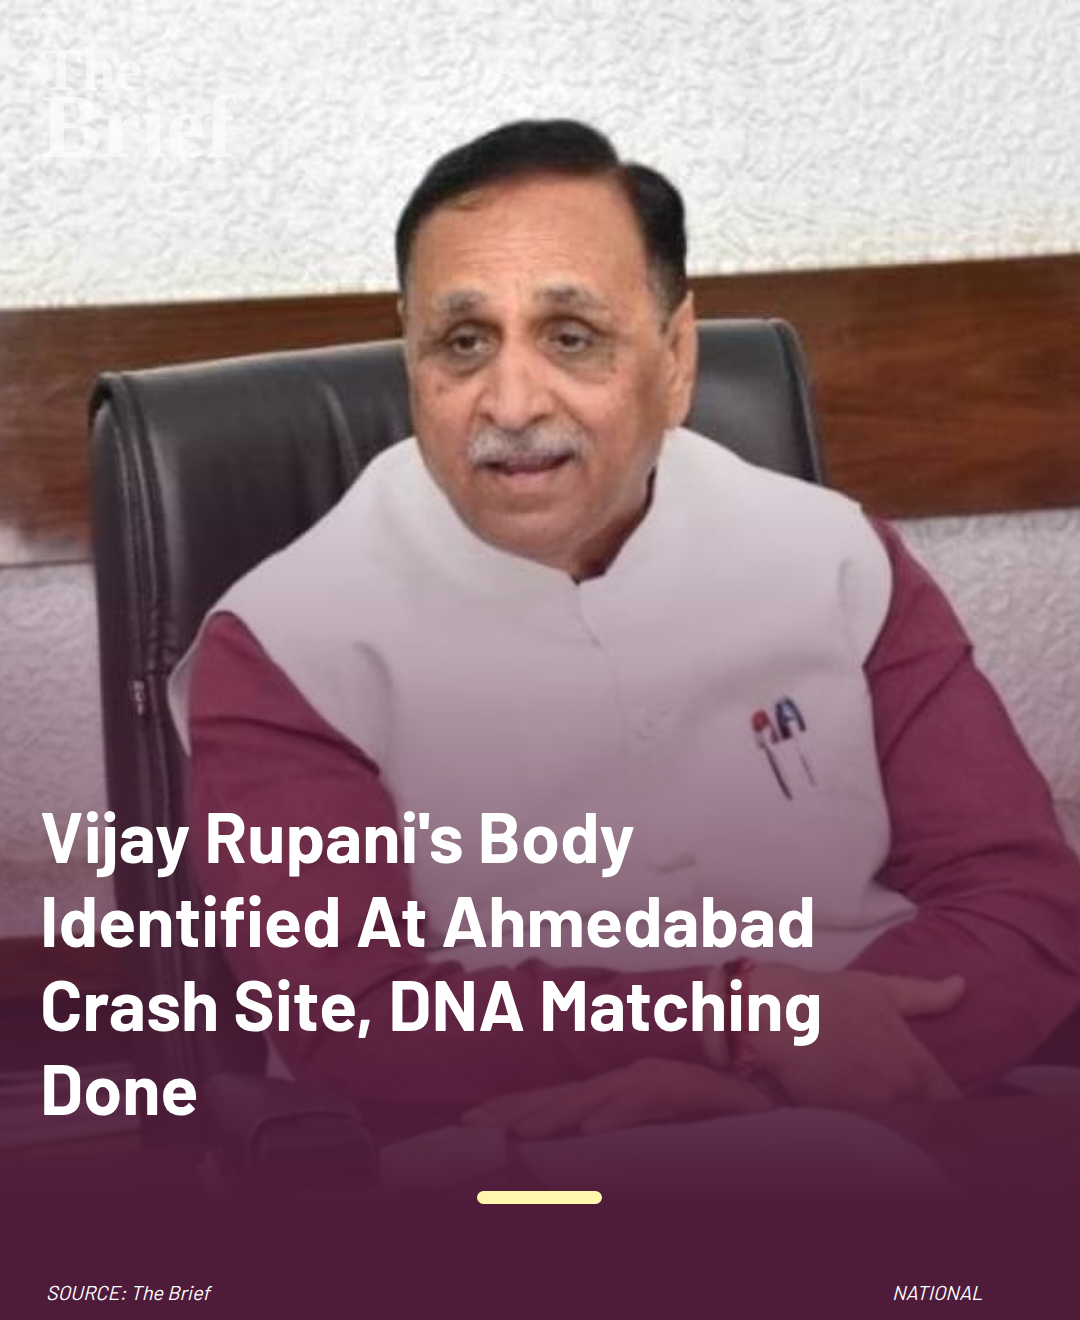 The
Brief
Vijay Rupani's Body
Identified At Ahmedabad
Crash Site, DNA Matching
Done
SOURCE: The Brief
NATIONAL